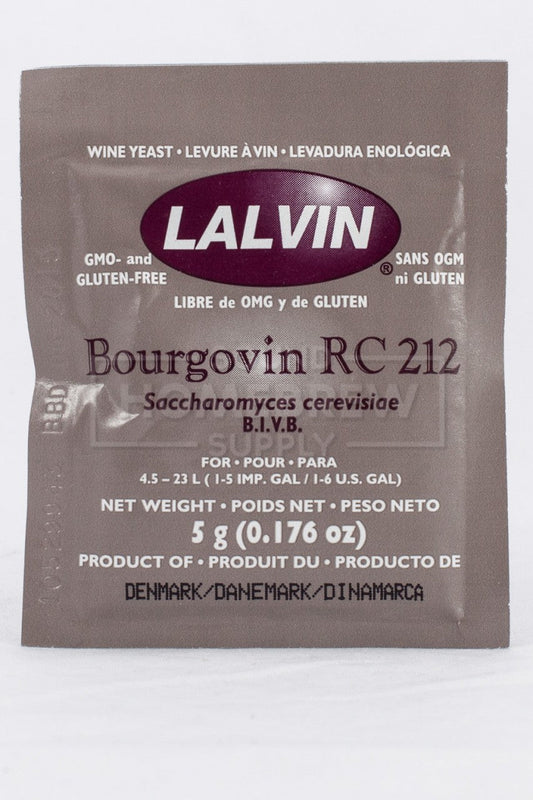 WINE YEAST • LEVURE À VIN • LEVADURA ENOLÓGICA
LALVIN®
GMO- and
GLUTEN-FREE
SANS OGM
ni GLUTEN
LIBRE de OMG y de GLUTEN
Bourgovin RC 212
Saccharomyces cerevisiae
B.I.V.B.
HOMEBREW
SUPPLY
FOR • POUR • PARA
4.5 – 23 L ( 1-5 IMP. GAL / 1-6 U.S. GAL)
NET WEIGHT • POIDS NET • PESO NETO
5 g (0.176 oz)
PRODUCT OF • PRODUIT DU • PRODUCTO DE
DENMARK/DANEMARK/DINAMARCA